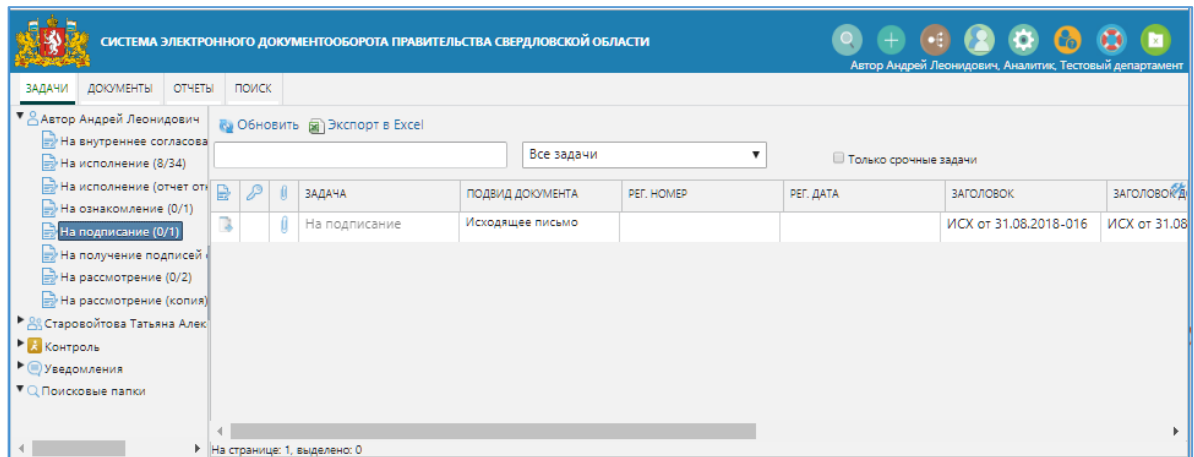 СИСТЕМА ЭЛЕКТРОННОГО ДОКУМЕНТООБОРОТА ПРАВИТЕЛЬСТВА СВЕРДЛОВСКОЙ ОБЛАСТИ
Автор Андрей Леонидович, Аналитик, Тестовый департамент
ЗАДАЧИ ДОКУМЕНТЫ ОТЧЕТЫ ПОИСК
Автор Андрей Леонидович
На внутреннее согласова
На исполнение (8/34)
На исполнение (отчет отк
На ознакомление (0/1)
На подписание (0/1)
На получение подписей
На рассмотрение (0/2)
На рассмотрение (копия)
Старовойтова Татьяна Алек
Контроль
Уведомления
Поисковые папки
Обновить Экспорт в Excel
Все задачи Только срочные задачи
ЗАДАЧА ПОДВИД ДОКУМЕНТА РЕГ. НОМЕР РЕГ. ДАТА ЗАГОЛОВОК ЗАГОЛОВОК
На подписание Исходящее письмо ИСХ от 31.08.2018-016 ИСХ от 31.08
На странице: 1, выделено: 0